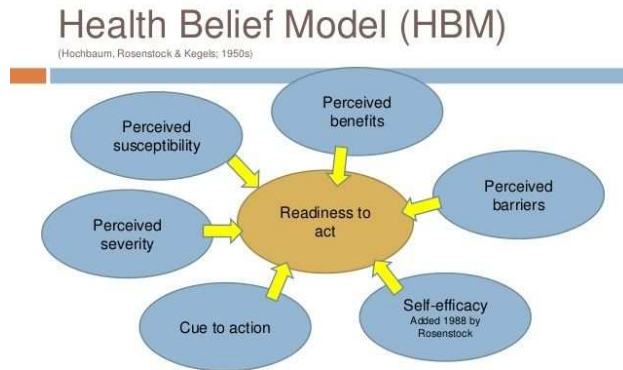 Health Belief Model (HBM)
(Hochbaum, Rosenstock & Kegels; 1950s)
Perceived
benefits
Perceived
susceptibility
Perceived
barriers
Readiness to
act
Perceived
severity
Self-efficacy
Added 1988 by
Rosenstock
Cue to action